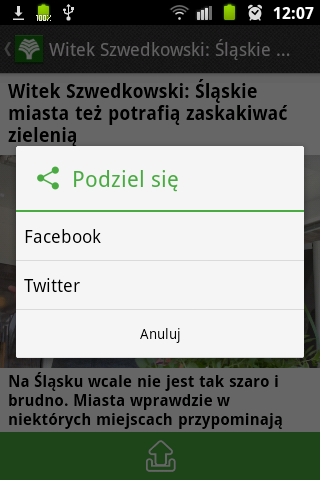 100%
12:07
Witek Szwedkowski: Śląskie ...
Witek Szwedkowski: Śląskie
miasta też potrafią zaskakiwać
zielenią
Podziel się
Facebook
Twitter
Anuluj
Na Śląsku wcale nie jest tak szaro i
brudno. Miasta wprawdzie w
niektórych miejscach przypominają